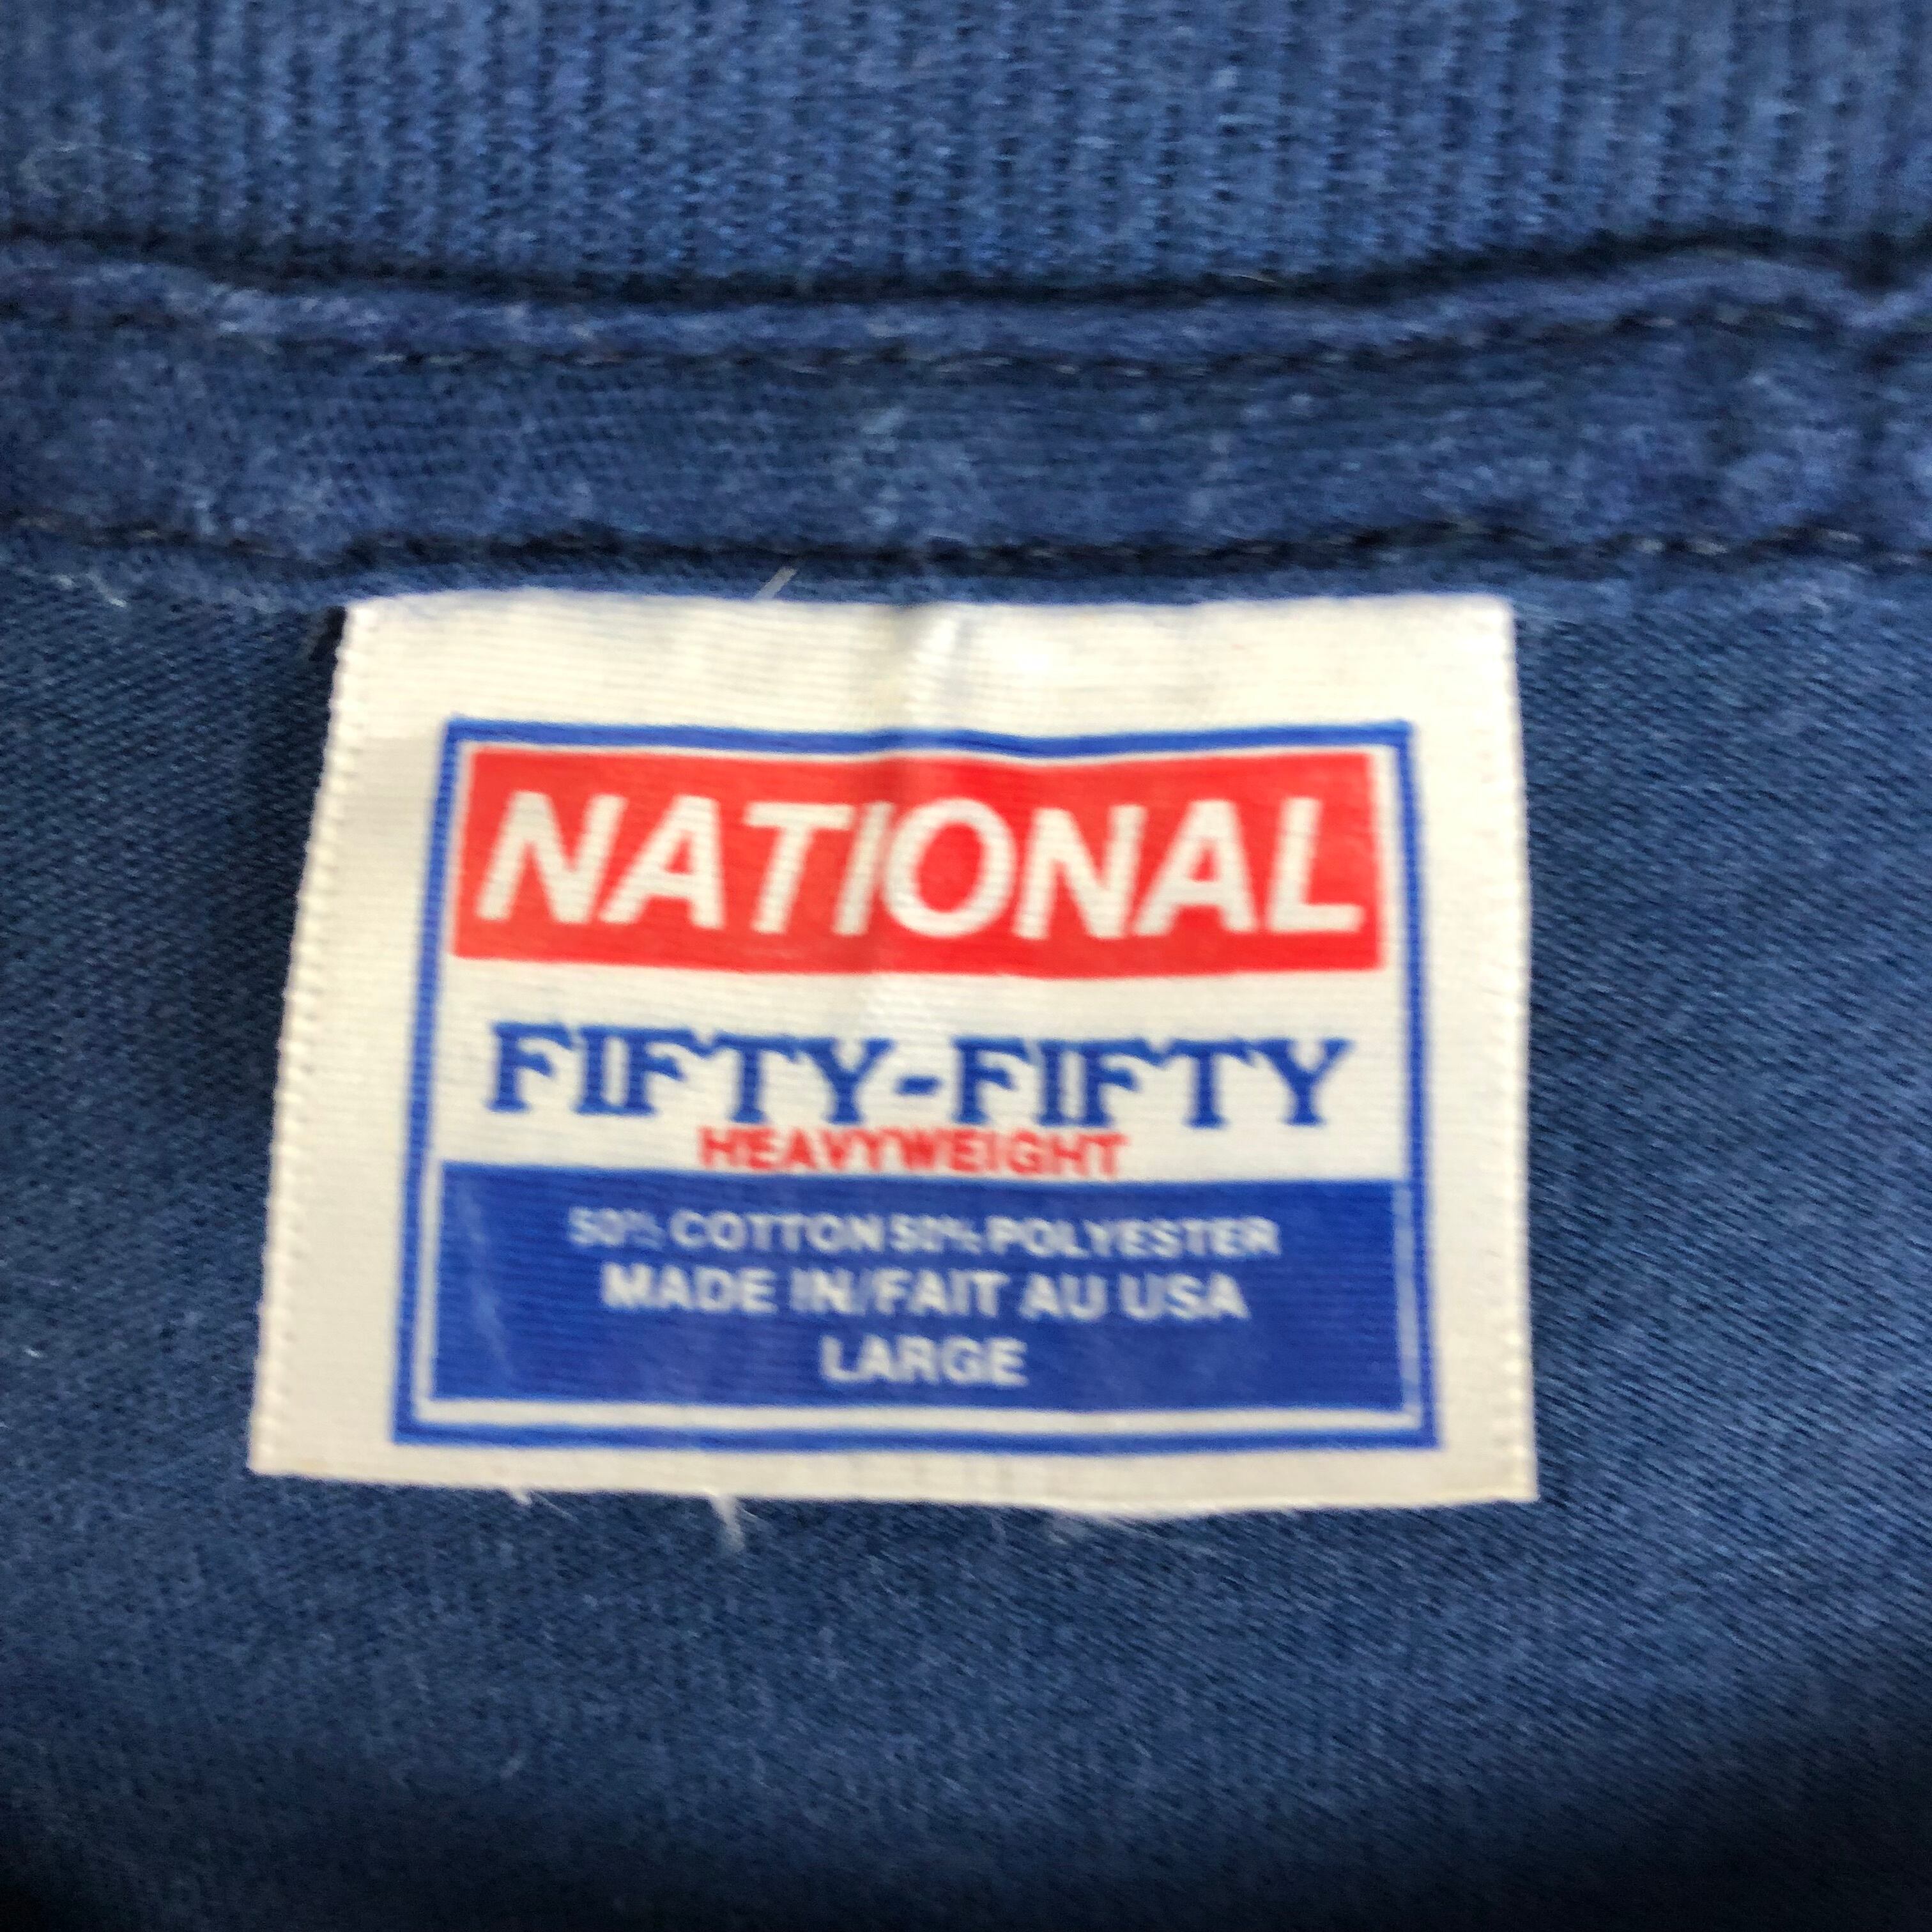 NATIONAL
FIFTY-FIFTY
HEAVYWEIGHT
50% COTTON 50% POLYESTER
MADE IN/FAIT AU USA
LARGE